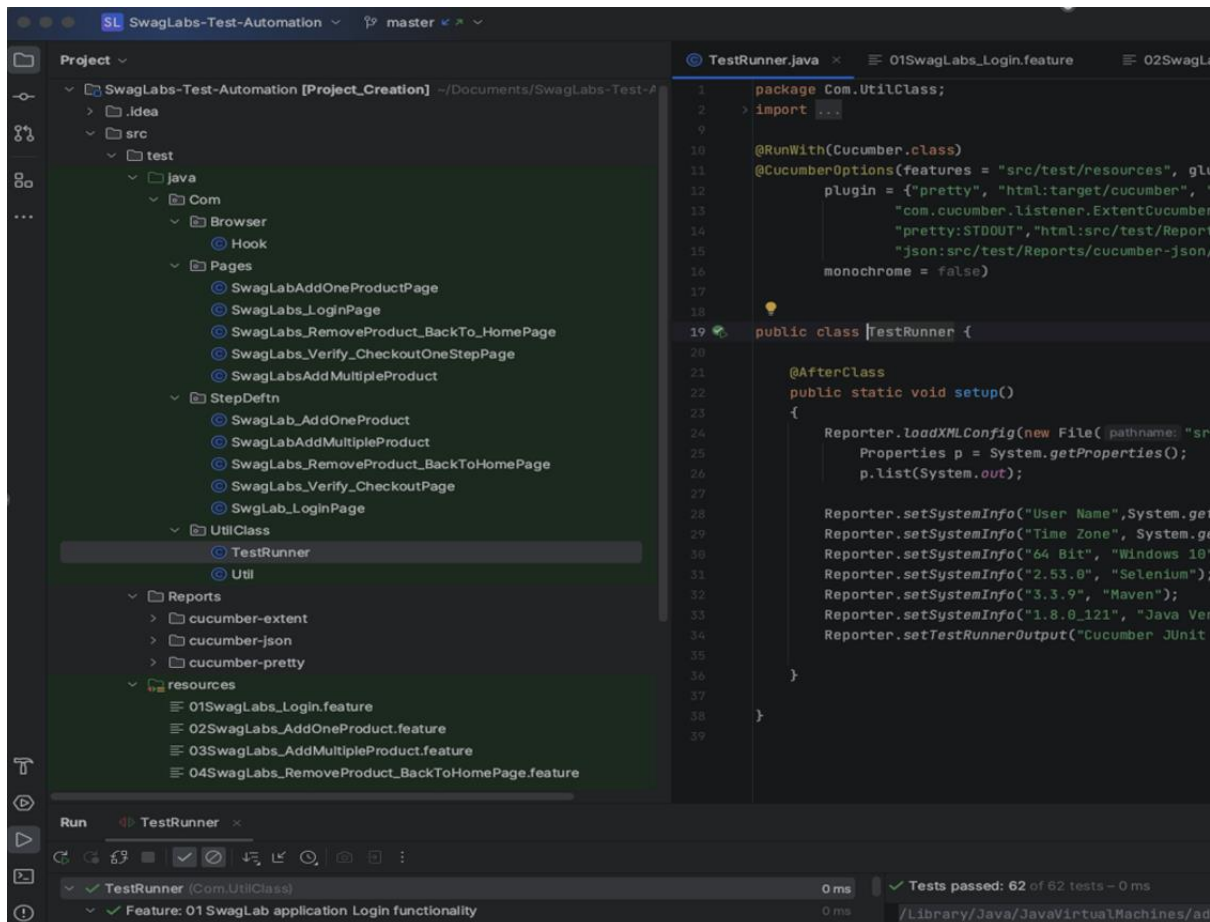 SL SwagLabs-Test-Automation master
Project
SwagLabs-Test-Automation [Project_Creation] ~/Documents/SwagLabs-Test-A
.idea
src
test
java
Com
Browser
Hook
Pages
SwagLabAddOneProductPage
SwagLabs_LoginPage
SwagLabs_RemoveProduct_BackTo_HomePage
SwagLabs_Verify_CheckoutOneStepPage
SwagLabsAddMultipleProduct
StepDeftn
SwagLab_AddOneProduct
SwagLabAddMultipleProduct
SwagLabs_RemoveProduct_BackToHomePage
SwagLabs_Verify_CheckoutPage
SwgLab_LoginPage
UtilClass
TestRunner
Util
Reports
cucumber-extent
cucumber-json
cucumber-pretty
resources
01SwagLabs_Login.feature
02SwagLabs_AddOneProduct.feature
03SwagLabs_AddMultipleProduct.feature
04SwagLabs_RemoveProduct_BackToHomePage.feature
TestRunner.java 01SwagLabs_Login.feature 02SwagLa
1 package Com.UtilClass;
2 import ...
9
10 @RunWith(Cucumber.class)
11 @CucumberOptions(features = "src/test/resources", glu
12 plugin = {"pretty", "html:target/cucumber", "
13 "com.cucumber.listener.ExtentCucumber
14 "pretty:STDOUT","html:src/test/Report
15 "json:src/test/Reports/cucumber-json/
16 monochrome = false)
17
18
19 public class TestRunner {
20
21 @AfterClass
22 public static void setup()
23 {
24 Reporter.loadXMLConfig(new File( pathname: "sr
25 Properties p = System.getProperties();
26 p.list(System.out);
27
28 Reporter.setSystemInfo("User Name",System.get
29 Reporter.setSystemInfo("Time Zone", System.ge
30 Reporter.setSystemInfo("64 Bit", "Windows 10"
31 Reporter.setSystemInfo("2.53.0", "Selenium");
32 Reporter.setSystemInfo("3.3.9", "Maven");
33 Reporter.setSystemInfo("1.8.0_121", "Java Ver
34 Reporter.setTestRunnerOutput("Cucumber JUnit
35
36 }
37
38 }
39
Run TestRunner
TestRunner (Com.UtilClass) 0 ms
Feature: 01 SwagLab application Login functionality 0 ms
Tests passed: 62 of 62 tests – 0 ms
/Library/Java/JavaVirtualMachines/ad